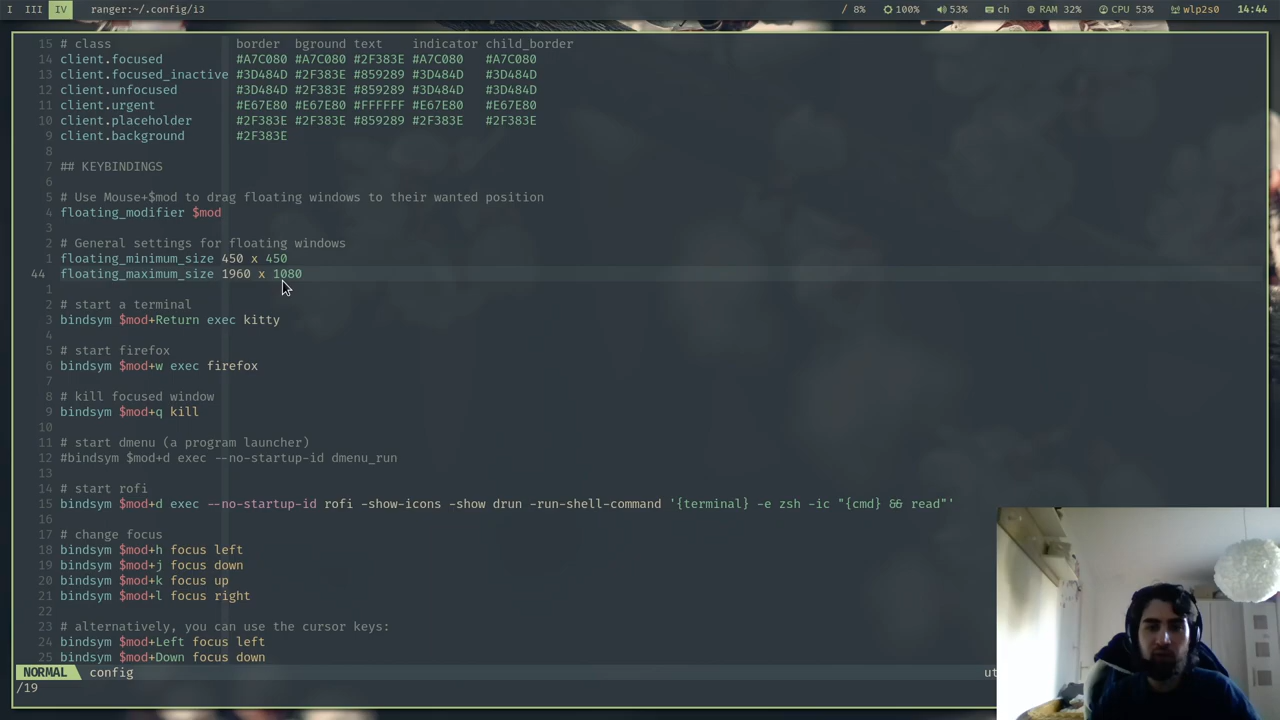 I III IV ranger:~/.config/i3 / 8% 100% 53% ch RAM 32% CPU 53% wlp2s0 14:44
15 # class border bground text indicator child_border
14 client.focused #A7C080 #A7C080 #2F383E #A7C080 #A7C080
13 client.focused_inactive #3D484D #2F383E #859289 #3D484D #3D484D
12 client.unfocused #3D484D #2F383E #859289 #3D484D #3D484D
11 client.urgent #E67E80 #E67E80 #FFFFFF #E67E80 #E67E80
10 client.placeholder #2F383E #2F383E #859289 #2F383E #2F383E
9 client.background #2F383E
8
7 ## KEYBINDINGS
6
5 # Use Mouse+$mod to drag floating windows to their wanted position
4 floating_modifier $mod
3
2 # General settings for floating windows
1 floating_minimum_size 450 x 450
44 floating_maximum_size 1960 x 1080
1
2 # start a terminal
3 bindsym $mod+Return exec kitty
4
5 # start firefox
6 bindsym $mod+w exec firefox
7
8 # kill focused window
9 bindsym $mod+q kill
10
11 # start dmenu (a program launcher)
12 #bindsym $mod+d exec --no-startup-id dmenu_run
13
14 # start rofi
15 bindsym $mod+d exec --no-startup-id rofi -show-icons -show drun -run-shell-command '{terminal} -e zsh -ic "{cmd} && read"'
16
17 # change focus
18 bindsym $mod+h focus left
19 bindsym $mod+j focus down
20 bindsym $mod+k focus up
21 bindsym $mod+l focus right
22
23 # alternatively, you can use the cursor keys:
24 bindsym $mod+Left focus left
25 bindsym $mod+Down focus down
NORMAL config ut
/19